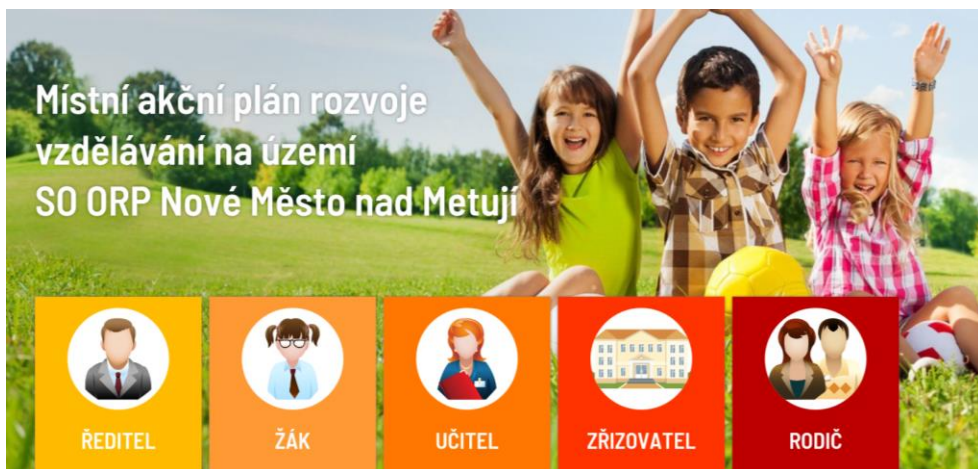 Místní akční plán rozvoje
vzdělávání na území
SO ORP Nové Město nad Metují
ŘEDITEL
ŽÁK
UČITEL
ZŘIZOVATEL
RODIČ